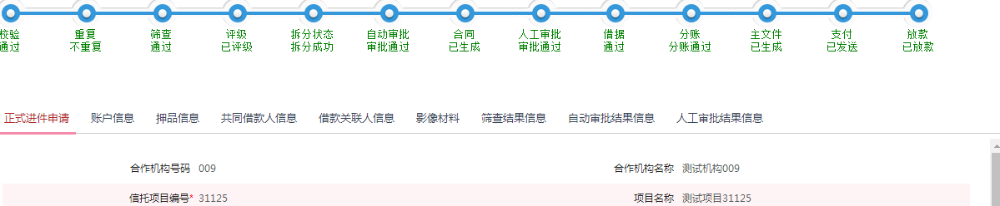 校验 重复 筛查 评级 拆分状态 自动审批 合同 人工审批 借据 分账 主文件 支付 放款
通过 不重复 通过 已评级 拆分成功 审批通过 已生成 审批通过 通过 分账通过 已生成 已发送 已放款
正式进件申请 账户信息 押品信息 共同借款人信息 借款关联人信息 影像材料 筛查结果信息 自动审批结果信息 人工审批结果信息
合作机构号码 009 合作机构名称 测试机构009
信托项目编号* 31125 项目名称 测试项目31125